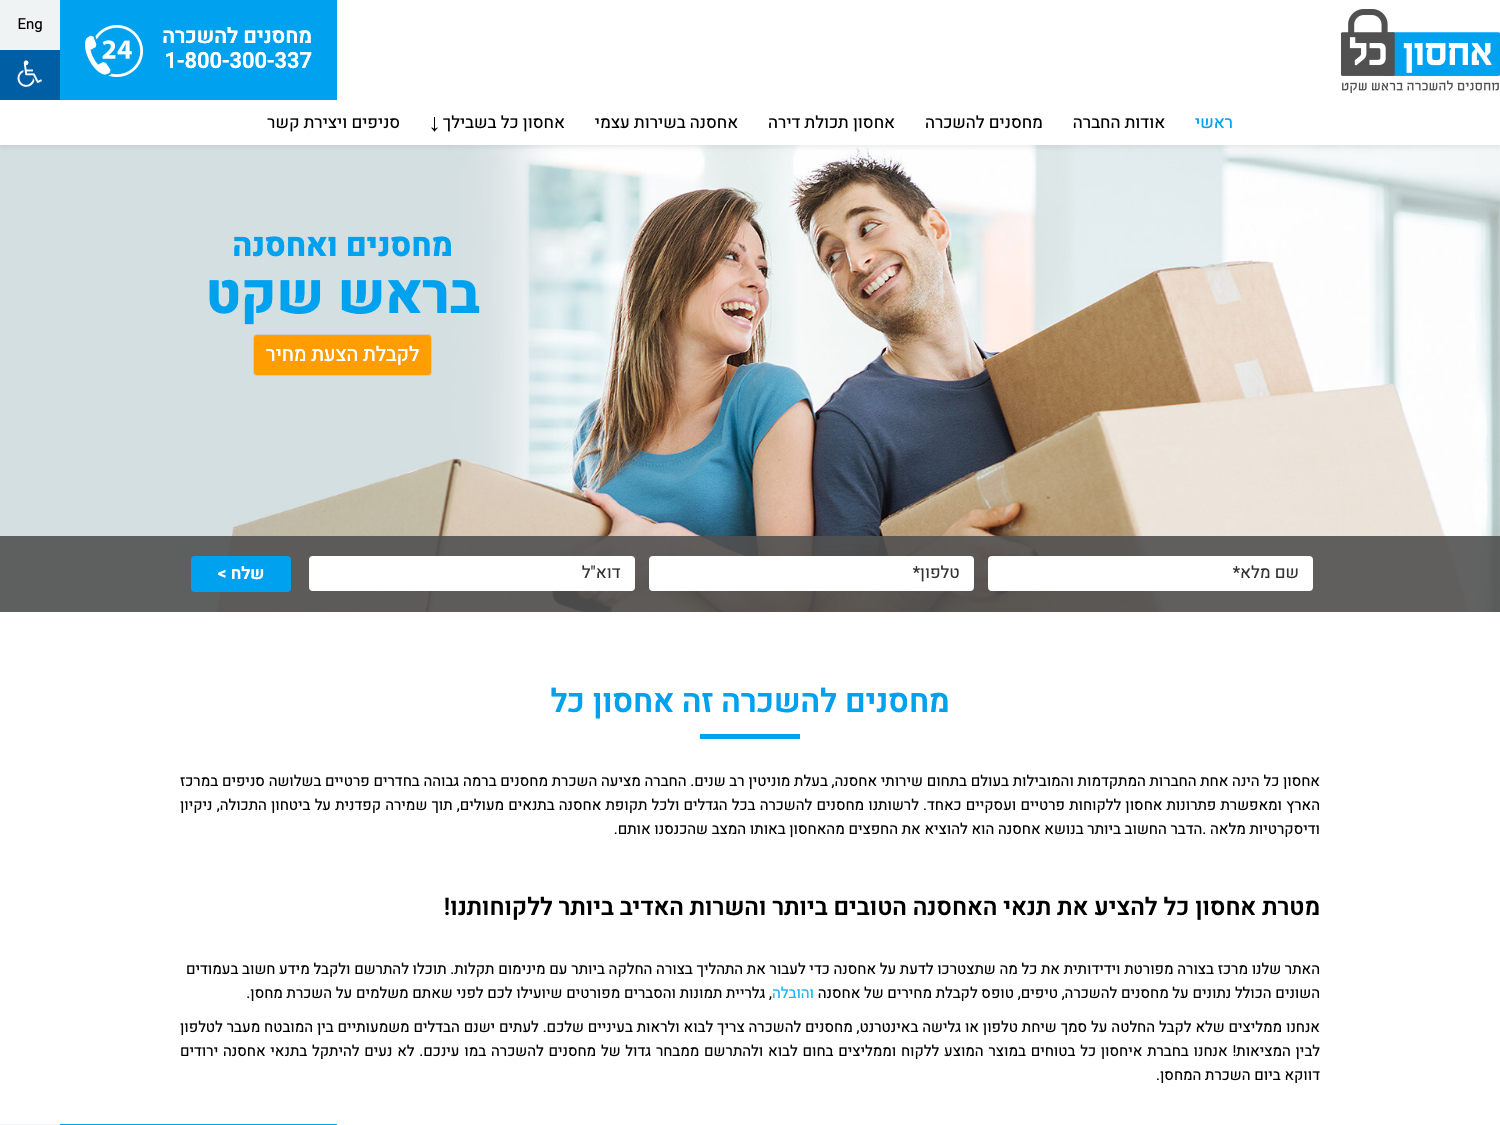 אחסון כל
מחסנים להשכרה בראש שקט
מחסנים להשכרה
1-800-300-337
24
Eng
ראשי
אודות החברה
מחסנים להשכרה
אחסון תכולת דירה
אחסנה בשירות עצמי
אחסון כל בשבילך ↓
סניפים ויצירת קשר
מחסנים ואחסנה
בראש שקט
לקבלת הצעת מחיר
שם מלא*
טלפון*
דוא"ל
שלח >
מחסנים להשכרה זה אחסון כל
אחסון כל הינה אחת החברות המתקדמות והמובילות בעולם בתחום שירותי אחסנה, בעלת מוניטין רב שנים. החברה מציעה השכרת מחסנים ברמה גבוהה בחדרים פרטיים בשלושה סניפים במרכז
הארץ ומאפשרת פתרונות אחסון ללקוחות פרטיים ועסקיים כאחד. לרשותנו מחסנים להשכרה בכל הגדלים ולכל תקופת אחסנה בתנאים מעולים, תוך שמירה קפדנית על ביטחון התכולה, ניקיון
ודיסקרטיות מלאה .הדבר החשוב ביותר בנושא אחסנה הוא להוציא את החפצים מהאחסון באותו המצב שהכנסנו אותם.
מטרת אחסון כל להציע את תנאי האחסנה הטובים ביותר והשרות האדיב ביותר ללקוחותנו!
האתר שלנו מרכז בצורה מפורטת וידידותית את כל מה שתצטרכו לדעת על אחסנה כדי לעבור את התהליך בצורה החלקה ביותר עם מינימום תקלות. תוכלו להתרשם ולקבל מידע חשוב בעמודים
השונים הכולל נתונים על מחסנים להשכרה, טיפים, טופס לקבלת מחירים של אחסנה והובלה, גלריית תמונות והסברים מפורטים שיועילו לכם לפני שאתם משלמים על השכרת מחסן.
אנחנו ממליצים שלא לקבל החלטה על סמך שיחת טלפון או גלישה באינטרנט, מחסנים להשכרה צריך לבוא ולראות בעיניים שלכם. לעתים ישנם הבדלים משמעותיים בין המובטח מעבר לטלפון
לבין המציאות! אנחנו בחברת איחסון כל בטוחים במוצר המוצע ללקוח וממליצים בחום לבוא ולהתרשם ממבחר גדול של מחסנים להשכרה במו עינכם. לא נעים להיתקל בתנאי אחסנה ירודים
דווקא ביום השכרת המחסן.